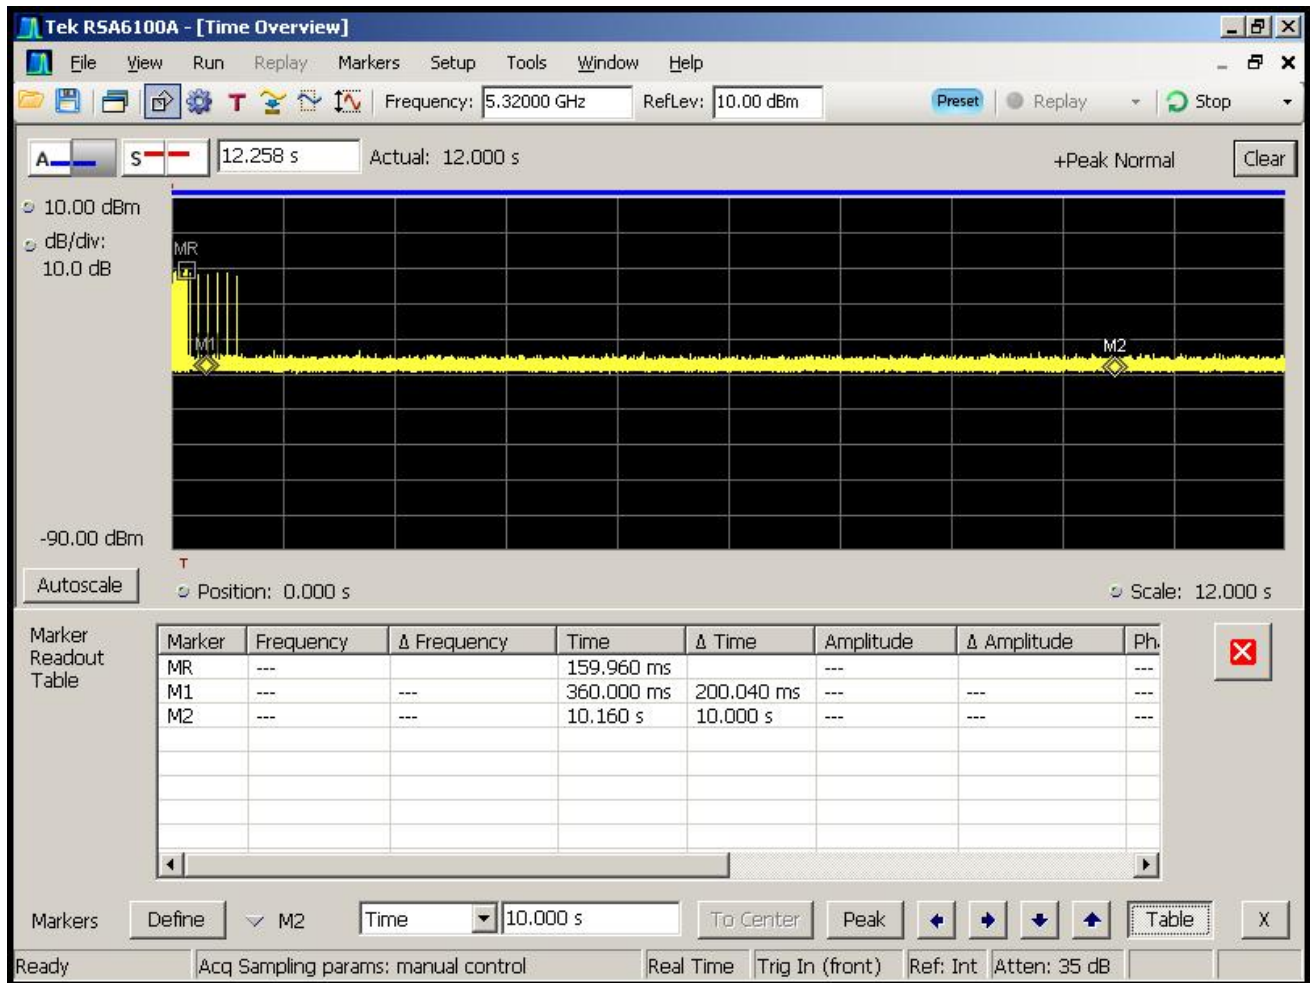 Tek RSA6100A - [Time Overview]
File View Run Replay Markers Setup Tools Window Help
T Frequency: 5.32000 GHz RefLev: 10.00 dBm Preset Replay Stop
A S 12.258 s Actual: 12.000 s +Peak Normal Clear
10.00 dBm
dB/div:
10.0 dB
MR
M1
M2
-90.00 dBm
T
Autoscale Position: 0.000 s Scale: 12.000 s
Marker
Readout
Table
Marker Frequency Δ Frequency Time Δ Time Amplitude Δ Amplitude Ph
MR --- 159.960 ms --- ---
M1 --- --- 360.000 ms 200.040 ms --- --- ---
M2 --- --- 10.160 s 10.000 s --- --- ---
Markers Define M2 Time 10.000 s To Center Peak Table X
Ready Acq Sampling params: manual control Real Time Trig In (front) Ref: Int Atten: 35 dB